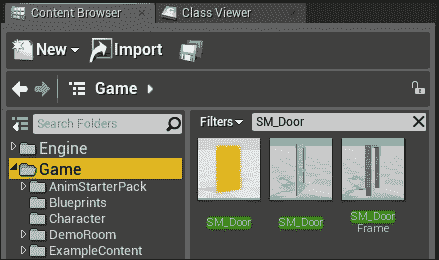 Content Browser
Class Viewer
New
Import
Game
Search Folders
Filters
SM_Door
Engine
Game
AnimStarterPack
Blueprints
Character
DemoRoom
ExampleContent
SM_Door
SM_Door
SM_Door
Frame